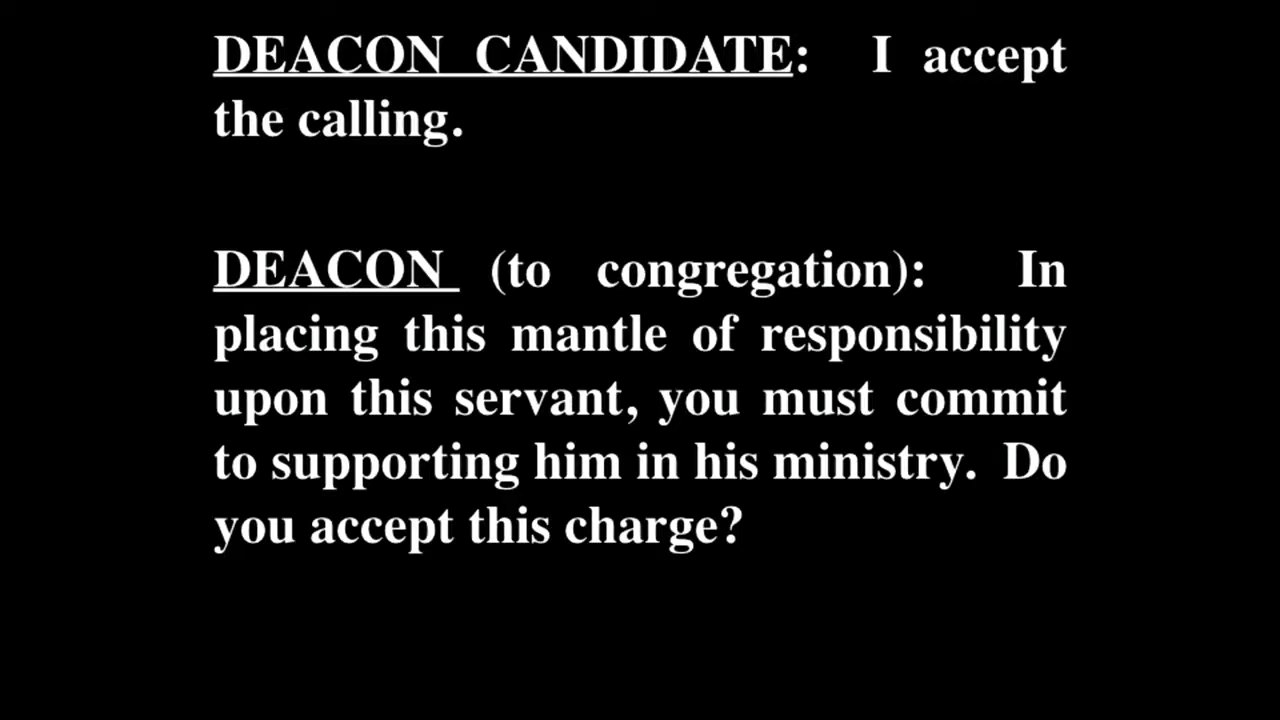 DEACON CANDIDATE: I accept
the calling.
DEACON (to congregation): In
placing this mantle of responsibility
upon this servant, you must commit
to supporting him in his ministry. Do
you accept this charge?